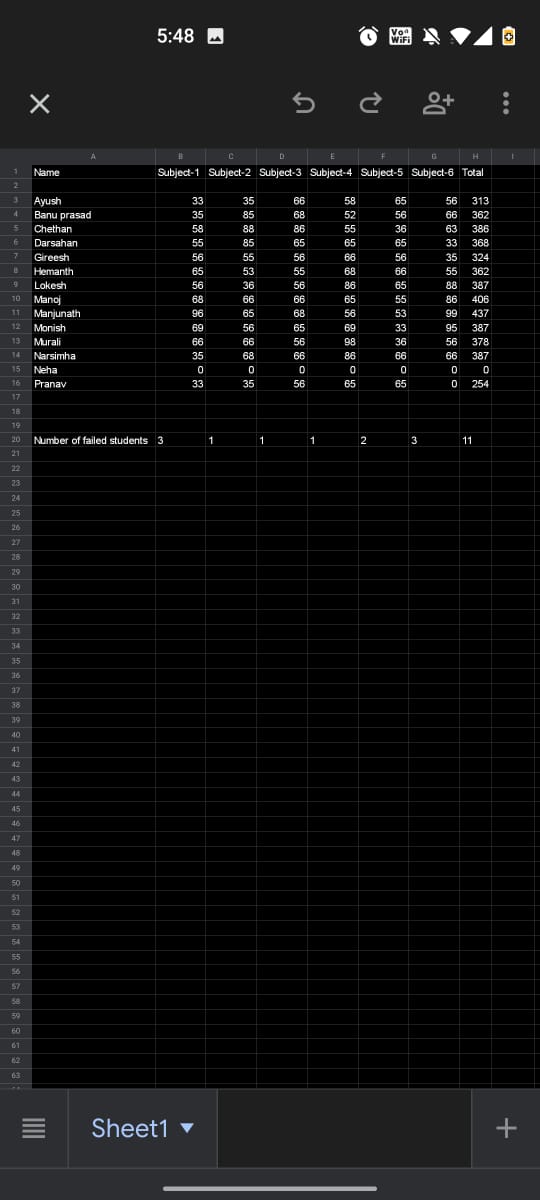 5:48
Vo WiFi
A B C D E F G H I
1 Name Subject-1 Subject-2 Subject-3 Subject-4 Subject-5 Subject-6 Total
2
3 Ayush 33 35 66 58 65 56 313
4 Banu prasad 35 85 68 52 56 66 362
5 Chethan 58 88 86 55 36 63 386
6 Darsahan 55 85 65 65 65 33 368
7 Gireesh 56 55 56 66 56 35 324
8 Hemanth 65 53 55 68 66 55 362
9 Lokesh 56 36 56 86 65 88 387
10 Manoj 68 66 66 65 55 86 406
11 Manjunath 96 65 68 56 53 99 437
12 Monish 69 56 65 69 33 95 387
13 Murali 66 66 56 98 36 56 378
14 Narsimha 35 68 66 86 66 66 387
15 Neha 0 0 0 0 0 0 0
16 Pranav 33 35 56 65 65 0 254
17
18
19
20 Number of failed students 3 1 1 1 2 3 11
21
22
23
24
25
26
27
28
29
30
31
32
33
34
35
36
37
38
39
40
41
42
43
44
45
46
47
48
49
50
51
52
53
54
55
56
57
58
59
60
61
62
63
Sheet1